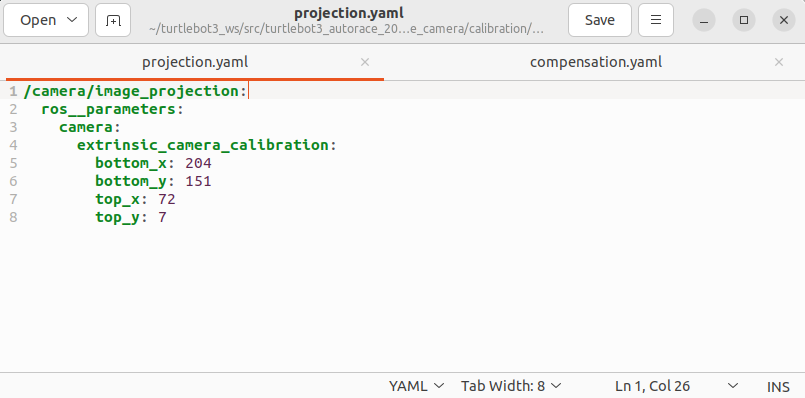 Open
projection.yaml
~/turtlebot3_ws/src/turtlebot3_autorace_20…e_camera/calibration/…
Save
projection.yaml
compensation.yaml
1 /camera/image_projection:
2 ros__parameters:
3 camera:
4 extrinsic_camera_calibration:
5 bottom_x: 204
6 bottom_y: 151
7 top_x: 72
8 top_y: 7
YAML
Tab Width: 8
Ln 1, Col 26
INS